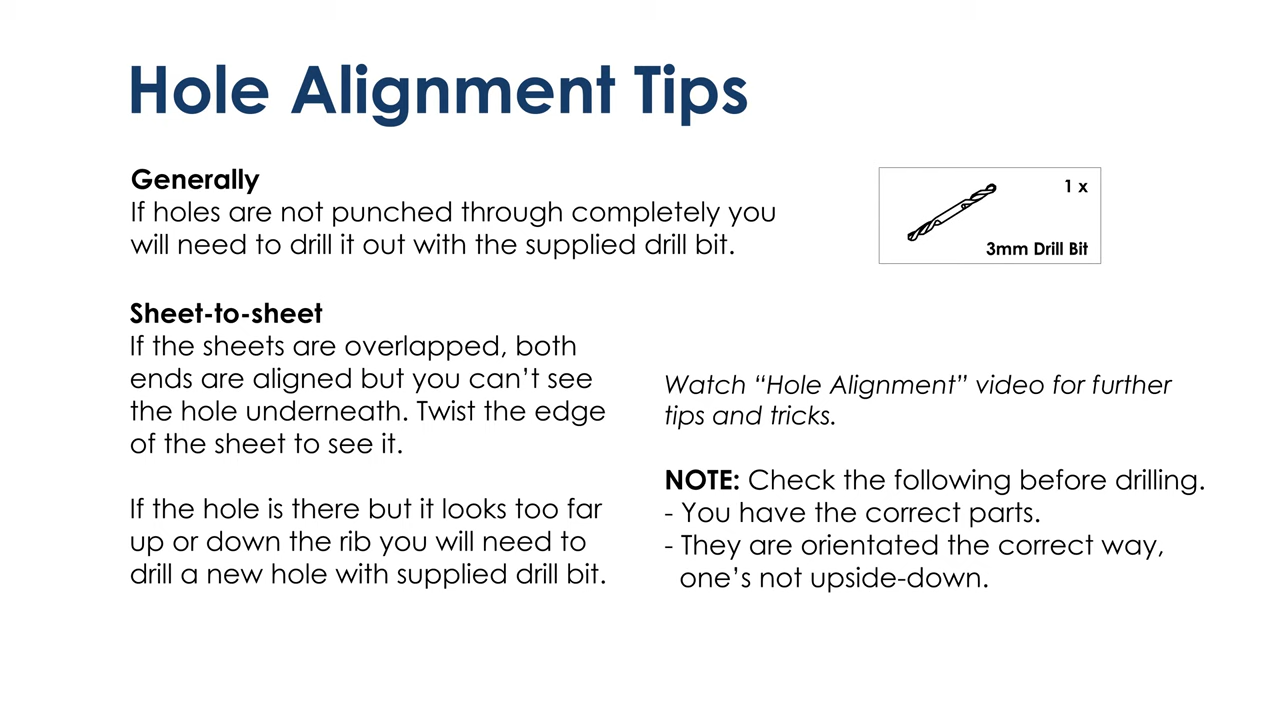 Hole Alignment Tips
Generally
If holes are not punched through completely you
will need to drill it out with the supplied drill bit.
1 x
3mm Drill Bit
Sheet-to-sheet
If the sheets are overlapped, both
ends are aligned but you can’t see
the hole underneath. Twist the edge
of the sheet to see it.
If the hole is there but it looks too far
up or down the rib you will need to
drill a new hole with supplied drill bit.
Watch “Hole Alignment” video for further
tips and tricks.
NOTE: Check the following before drilling.
- You have the correct parts.
- They are orientated the correct way,
one’s not upside-down.